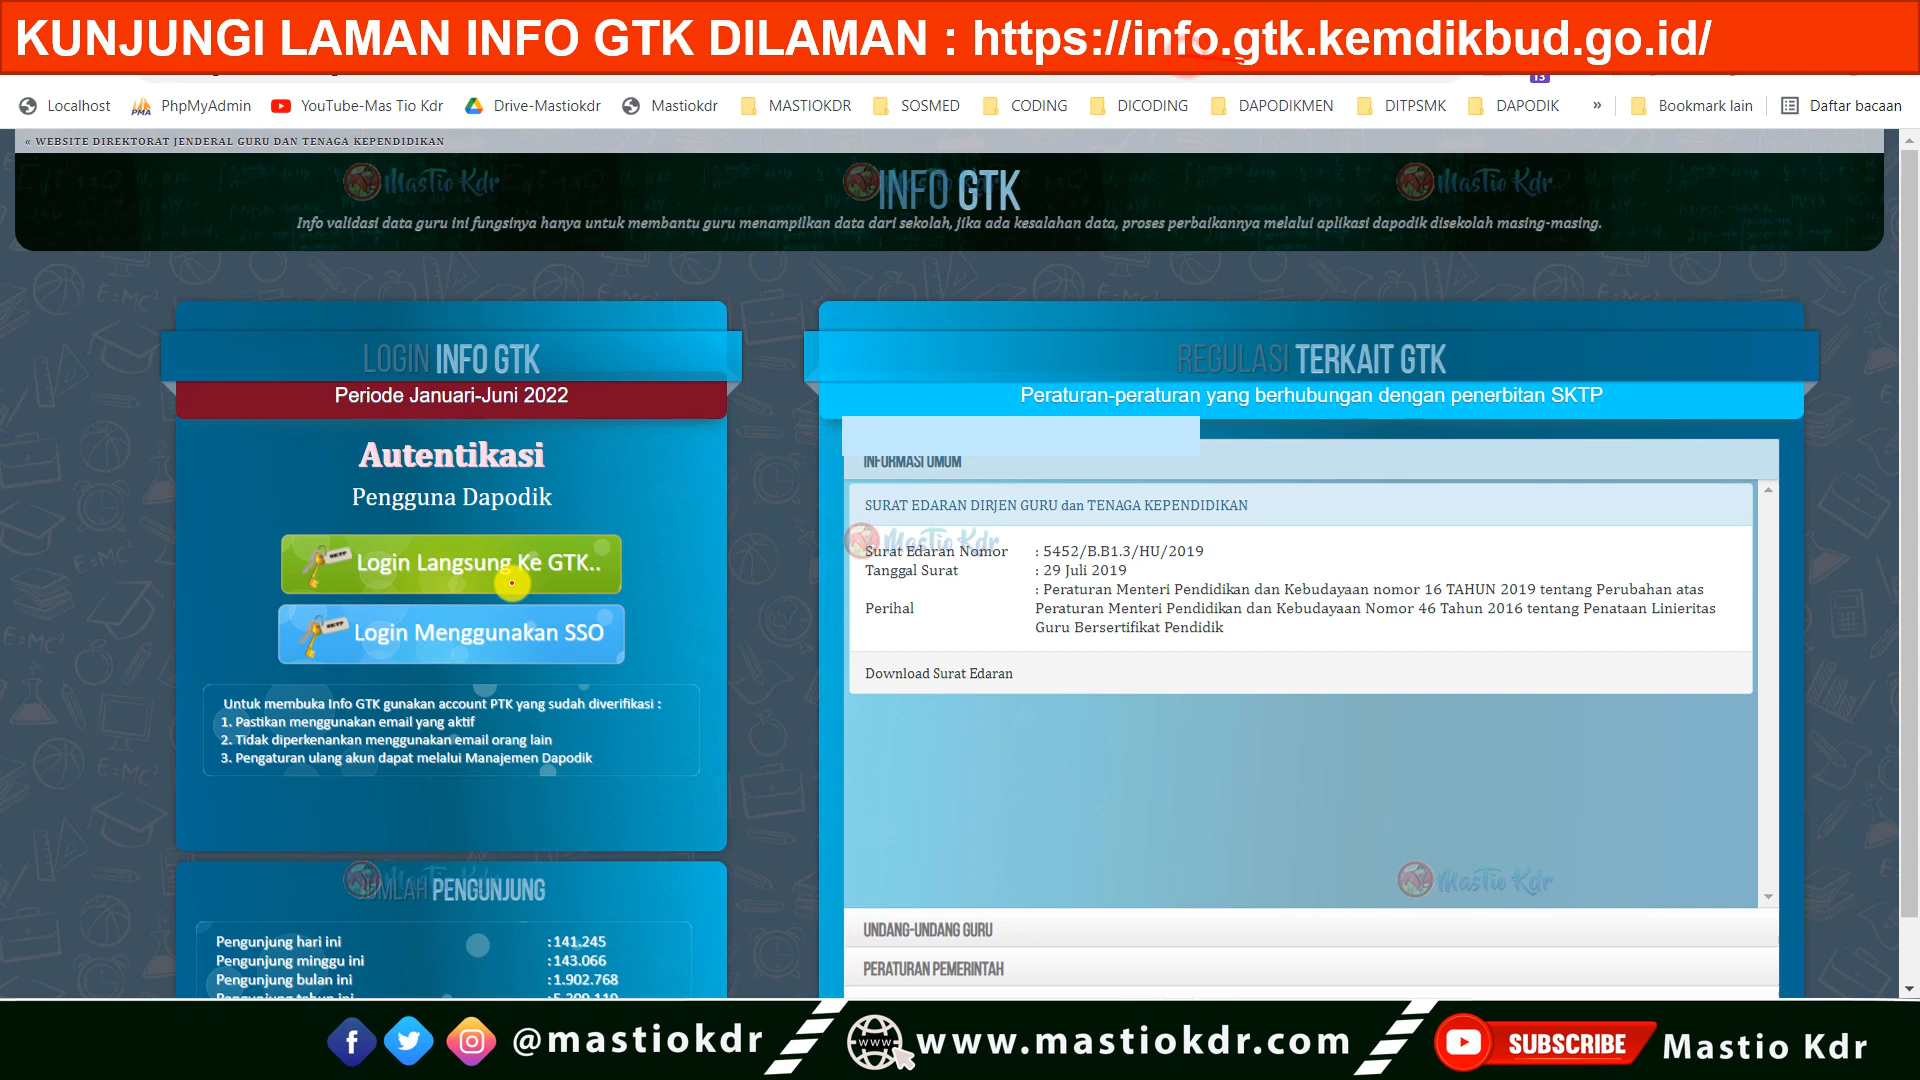 KUNJUNGI LAMAN INFO GTK DILAMAN : https://info.gtk.kemdikbud.go.id/
13
Localhost PhpMyAdmin YouTube-Mas Tio Kdr Drive-Mastiokdr Mastiokdr MASTIOKDR SOSMED CODING DICODING DAPODIKMEN DITPSMK DAPODIK » Bookmark lain Daftar bacaan
« WEBSITE DIREKTORAT JENDERAL GURU DAN TENAGA KEPENDIDIKAN
MasTio Kdr INFO GTK MasTio Kdr
Info validasi data guru ini fungsinya hanya untuk membantu guru menampilkan data dari sekolah, jika ada kesalahan data, proses perbaikannya melalui aplikasi dapodik disekolah masing-masing.
LOGIN INFO GTK
Periode Januari-Juni 2022
Autentikasi
Pengguna Dapodik
SKTP Login Langsung Ke GTK..
SKTP Login Menggunakan SSO
Untuk membuka Info GTK gunakan account PTK yang sudah diverifikasi :
1. Pastikan menggunakan email yang aktif
2. Tidak diperkenankan menggunakan email orang lain
3. Pengaturan ulang akun dapat melalui Manajemen Dapodik
JUMLAH PENGUNJUNG
Pengunjung hari ini : 141.245
Pengunjung minggu ini : 143.066
Pengunjung bulan ini : 1.902.768
Pengunjung tahun ini
REGULASI TERKAIT GTK
Peraturan-peraturan yang berhubungan dengan penerbitan SKTP
INFORMASI UMUM
SURAT EDARAN DIRJEN GURU dan TENAGA KEPENDIDIKAN
MasTio Kdr
Surat Edaran Nomor : 5452/B.B1.3/HU/2019
Tanggal Surat : 29 Juli 2019
Perihal : Peraturan Menteri Pendidikan dan Kebudayaan nomor 16 TAHUN 2019 tentang Perubahan atas
Peraturan Menteri Pendidikan dan Kebudayaan Nomor 46 Tahun 2016 tentang Penataan Linieritas
Guru Bersertifikat Pendidik
Download Surat Edaran
MasTio Kdr
UNDANG-UNDANG GURU
PERATURAN PEMERINTAH
@mastiokdr www.mastiokdr.com SUBSCRIBE Mastio Kdr